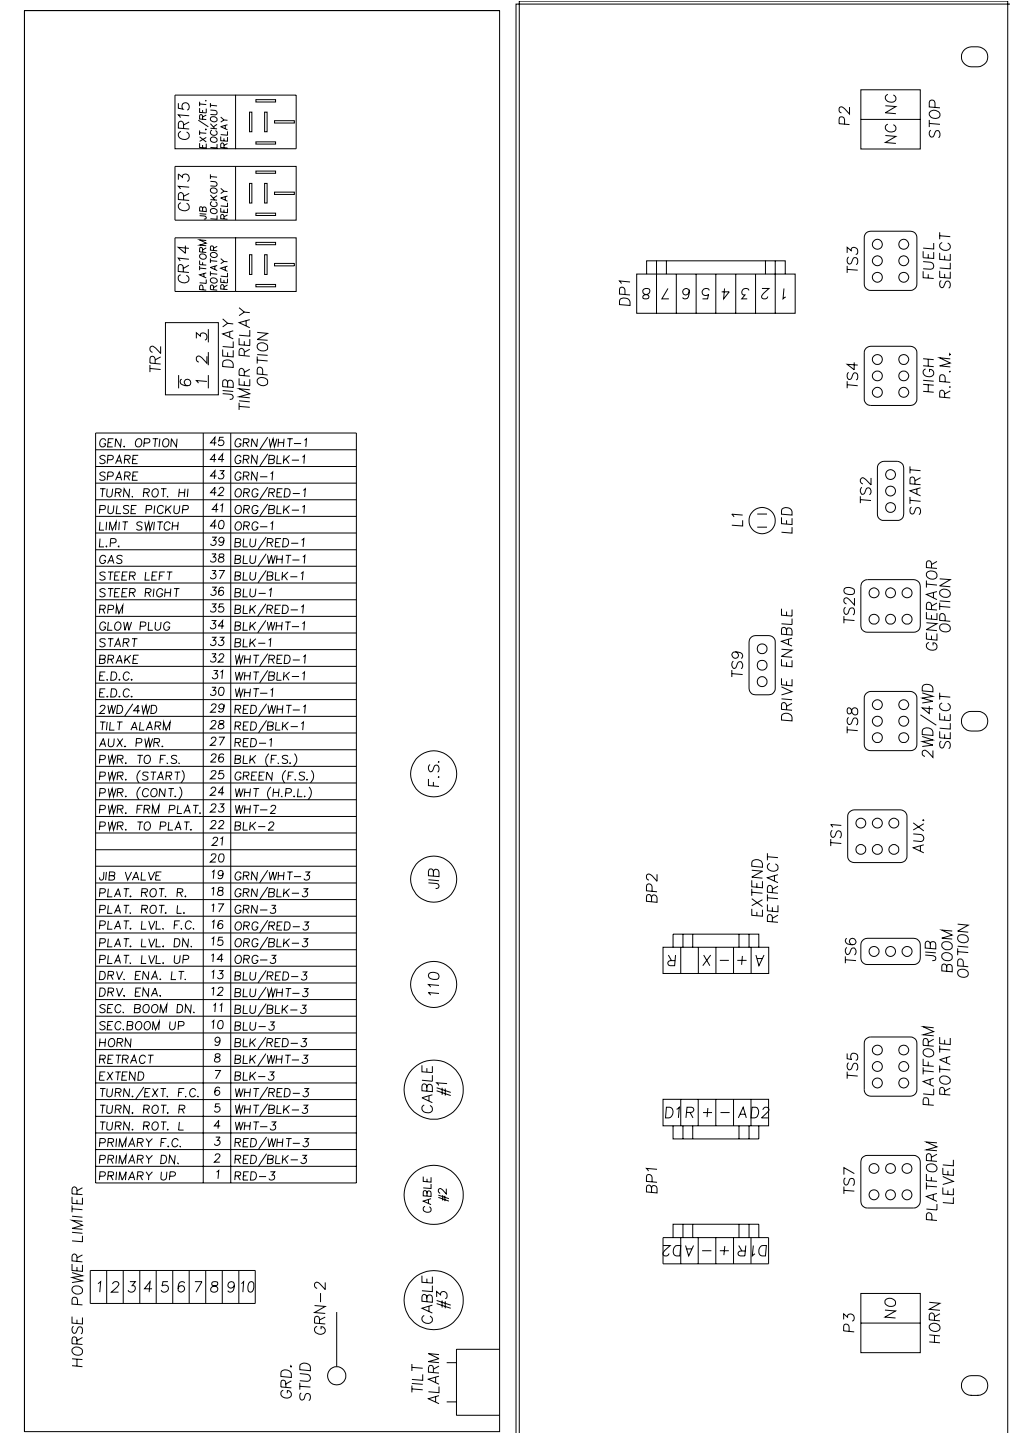 CR15
EXT./RET.
LOCKOUT
RELAY
CR13
JIB
LOCKOUT
RELAY
CR14
PLATFORM
ROTATOR
RELAY
TR2
6
1 2 3
JIB DELAY
TIMER RELAY
OPTION
GEN. OPTION 45 GRN/WHT-1
SPARE 44 GRN/BLK-1
SPARE 43 GRN-1
TURN. ROT. HI 42 ORG/RED-1
PULSE PICKUP 41 ORG/BLK-1
LIMIT SWITCH 40 ORG-1
L.P. 39 BLU/RED-1
GAS 38 BLU/WHT-1
STEER LEFT 37 BLU/BLK-1
STEER RIGHT 36 BLU-1
RPM 35 BLK/RED-1
GLOW PLUG 34 BLK/WHT-1
START 33 BLK-1
BRAKE 32 WHT/RED-1
E.D.C. 31 WHT/BLK-1
E.D.C. 30 WHT-1
2WD/4WD 29 RED/WHT-1
TILT ALARM 28 RED/BLK-1
AUX. PWR. 27 RED-1
PWR. TO F.S. 26 BLK (F.S.)
PWR. (START) 25 GREEN (F.S.)
PWR. (CONT.) 24 WHT (H.P.L.)
PWR. FRM PLAT. 23 WHT-2
PWR. TO PLAT. 22 BLK-2
21
20
JIB VALVE 19 GRN/WHT-3
PLAT. ROT. R. 18 GRN/BLK-3
PLAT. ROT. L. 17 GRN-3
PLAT. LVL. F.C. 16 ORG/RED-3
PLAT. LVL. DN. 15 ORG/BLK-3
PLAT. LVL. UP 14 ORG-3
DRV. ENA. LT. 13 BLU/RED-3
DRV. ENA. 12 BLU/WHT-3
SEC. BOOM DN. 11 BLU/BLK-3
SEC.BOOM UP 10 BLU-3
HORN 9 BLK/RED-3
RETRACT 8 BLK/WHT-3
EXTEND 7 BLK-3
TURN./EXT. F.C. 6 WHT/RED-3
TURN. ROT. R 5 WHT/BLK-3
TURN. ROT. L 4 WHT-3
PRIMARY F.C. 3 RED/WHT-3
PRIMARY DN. 2 RED/BLK-3
PRIMARY UP 1 RED-3
F.S.
JIB
110
CABLE
#1
CABLE
#2
CABLE
#3
HORSE POWER LIMITER
1 2 3 4 5 6 7 8 9 10
GRN-2
GRD.
STUD
TILT
ALARM
P2
NC NC
STOP
DP1
8 7 6 5 4 3 2 1
TS3
FUEL
SELECT
TS4
HIGH
R.P.M.
TS2
START
L1
LED
TS20
GENERATOR
OPTION
TS9
DRIVE ENABLE
TS8
2WD/4WD
SELECT
TS1
AUX.
BP2
EXTEND
RETRACT
R X - + A
TS6
JIB
BOOM
OPTION
TS5
PLATFORM
ROTATE
D1 R + - A D2
BP1
TS7
PLATFORM
LEVEL
D2 A - + R D1
P3
NO
HORN